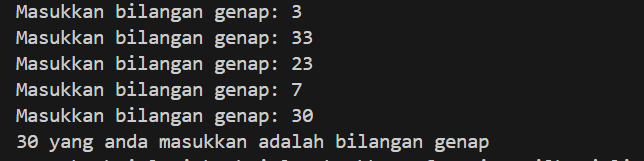 Masukkan bilangan genap: 3
Masukkan bilangan genap: 33
Masukkan bilangan genap: 23
Masukkan bilangan genap: 7
Masukkan bilangan genap: 30
30 yang anda masukkan adalah bilangan genap